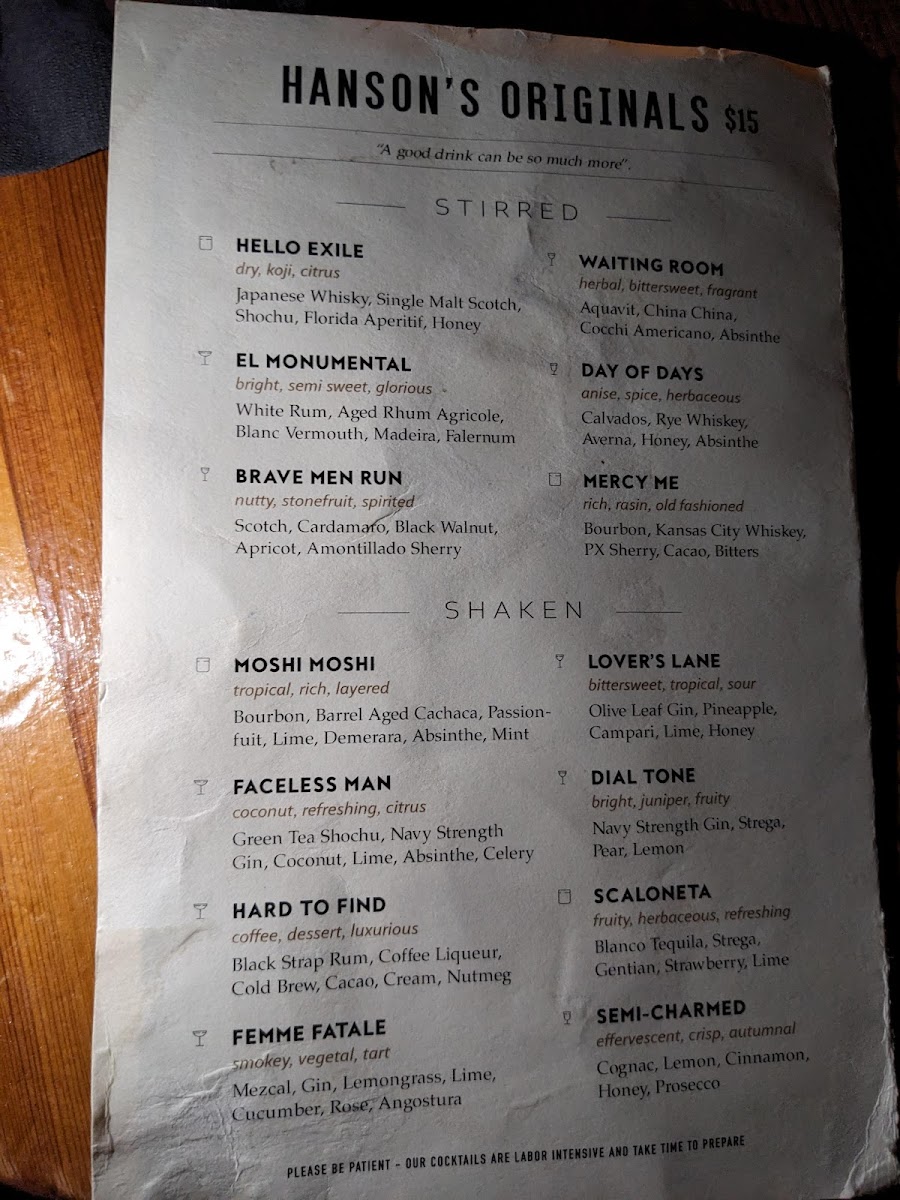 HANSON'S ORIGINALS $15
"A good drink can be so much more".
STIRRED
HELLO EXILE
dry, koji, citrus
Japanese Whisky, Single Malt Scotch,
Shochu, Florida Aperitif, Honey
EL MONUMENTAL
bright, semi sweet, glorious
White Rum, Aged Rhum Agricole,
Blanc Vermouth, Madeira, Falernum
BRAVE MEN RUN
nutty, stonefruit, spirited
Scotch, Cardamaro, Black Walnut,
Apricot, Amontillado Sherry
WAITING ROOM
herbal, bittersweet, fragrant
Aquavit, China China,
Cocchi Americano, Absinthe
DAY OF DAYS
anise, spice, herbaceous
Calvados, Rye Whiskey,
Averna, Honey, Absinthe
MERCY ME
rich, rasin, old fashioned
Bourbon, Kansas City Whiskey,
PX Sherry, Cacao, Bitters
SHAKEN
MOSHI MOSHI
tropical, rich, layered
Bourbon, Barrel Aged Cachaca, Passion-
fuit, Lime, Demerara, Absinthe, Mint
FACELESS MAN
coconut, refreshing, citrus
Green Tea Shochu, Navy Strength
Gin, Coconut, Lime, Absinthe, Celery
HARD TO FIND
coffee, dessert, luxurious
Black Strap Rum, Coffee Liqueur,
Cold Brew, Cacao, Cream, Nutmeg
FEMME FATALE
smokey, vegetal, tart
Mezcal, Gin, Lemongrass, Lime,
Cucumber, Rose, Angostura
LOVER'S LANE
bittersweet, tropical, sour
Olive Leaf Gin, Pineapple,
Campari, Lime, Honey
DIAL TONE
bright, juniper, fruity
Navy Strength Gin, Strega,
Pear, Lemon
SCALONETA
fruity, herbaceous, refreshing
Blanco Tequila, Strega,
Gentian, Strawberry, Lime
SEMI-CHARMED
effervescent, crisp, autumnal
Cognac, Lemon, Cinnamon,
Honey, Prosecco
PLEASE BE PATIENT - OUR COCKTAILS ARE LABOR INTENSIVE AND TAKE TIME TO PREPARE